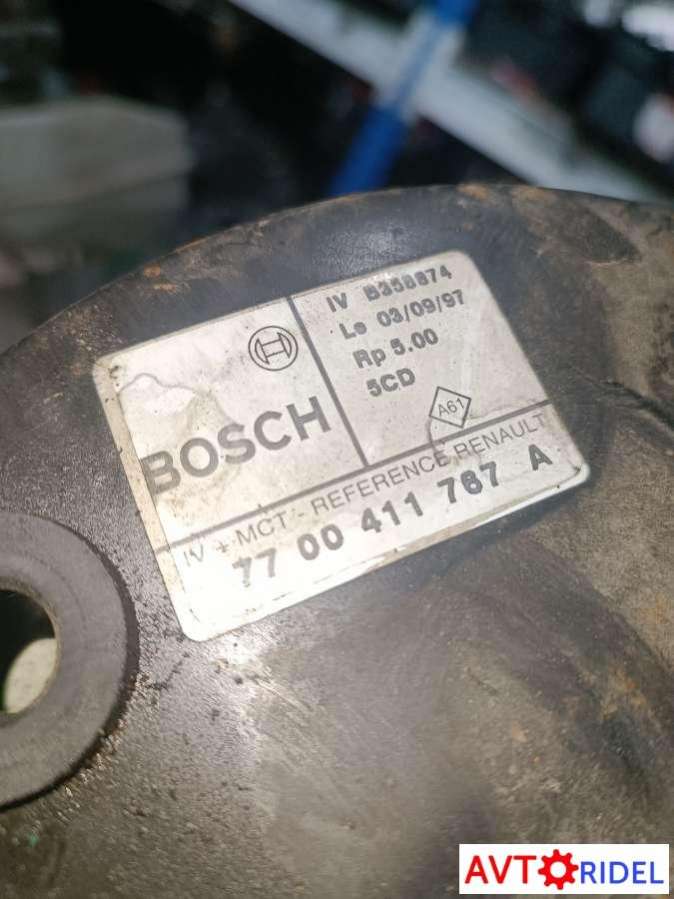 BOSCH
IV B358874
Le 03/09/97
Rp 5.00
5CD
A61
IV + MCT - REFERENCE RENAULT
77 00 411 767 A
AVTORIDEL